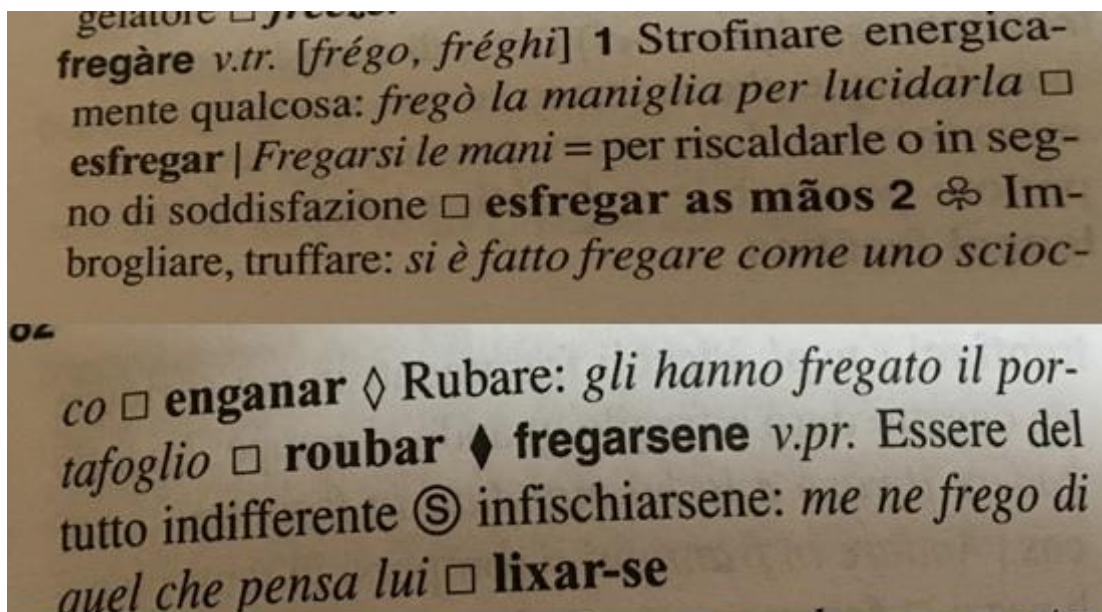 gelatore □
fregàre v.tr. [frégo, fréghi] 1 Strofinare energica-
mente qualcosa: fregò la maniglia per lucidarla □
esfregar | Fregarsi le mani = per riscaldarle o in seg-
no di soddisfazione □ esfregar as mãos 2 ♧ Im-
brogliare, truffare: si è fatto fregare come uno scioc-
co □ enganar ◊ Rubare: gli hanno fregato il por-
tafoglio □ roubar ♦ fregarsene v.pr. Essere del
tutto indifferente Ⓢ infischiarsene: me ne frego di
quel che pensa lui □ lixar-se